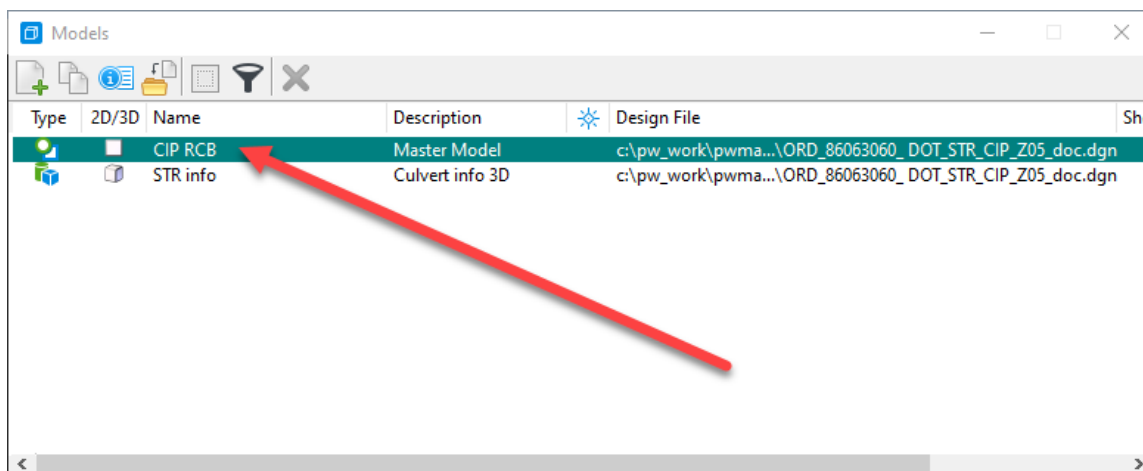 Models
Type 2D/3D Name Description Design File Sh
CIP RCB Master Model c:\pw_work\pwma...\ORD_86063060_ DOT_STR_CIP_Z05_doc.dgn
STR info Culvert info 3D c:\pw_work\pwma...\ORD_86063060_ DOT_STR_CIP_Z05_doc.dgn